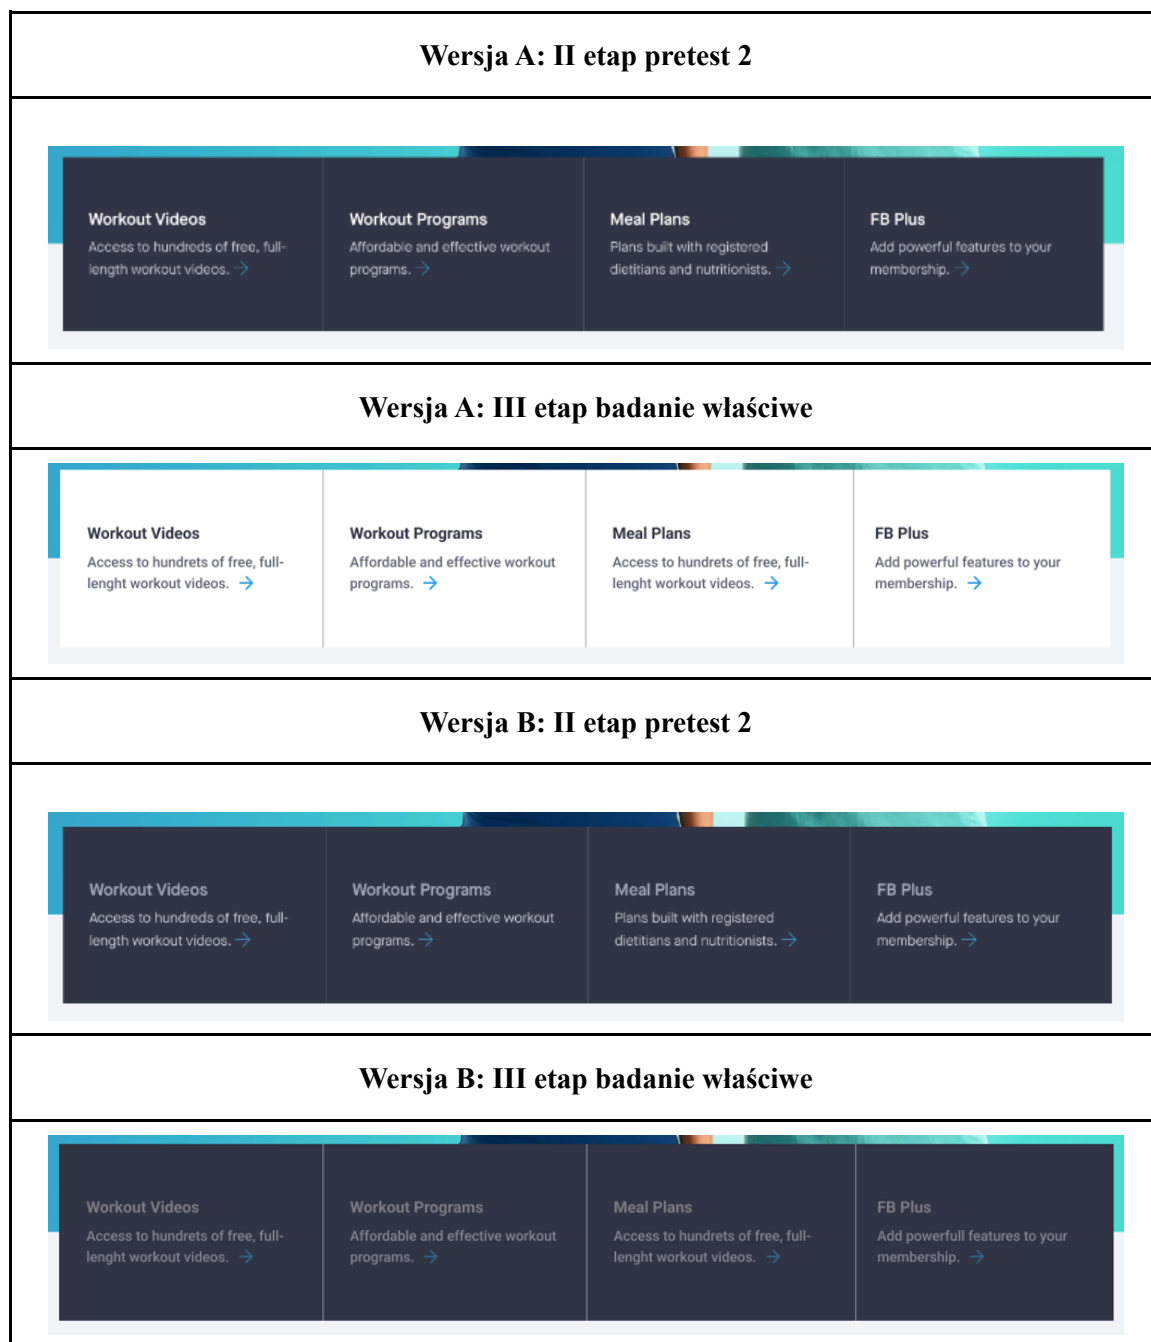 Wersja A: II etap pretest 2
Workout Videos
Access to hundreds of free, full-
length workout videos. →
Workout Programs
Affordable and effective workout
programs. →
Meal Plans
Plans built with registered
dietitians and nutritionists. →
FB Plus
Add powerful features to your
membership. →
Wersja A: III etap badanie właściwe
Workout Videos
Access to hundrets of free, full-
lenght workout videos. →
Workout Programs
Affordable and effective workout
programs. →
Meal Plans
Access to hundrets of free, full-
lenght workout videos. →
FB Plus
Add powerful features to your
membership. →
Wersja B: II etap pretest 2
Workout Videos
Access to hundreds of free, full-
length workout videos. →
Workout Programs
Affordable and effective workout
programs. →
Meal Plans
Plans built with registered
dietitians and nutritionists. →
FB Plus
Add powerful features to your
membership. →
Wersja B: III etap badanie właściwe
Workout Videos
Access to hundrets of free, full-
lenght workout videos. →
Workout Programs
Affordable and effective workout
programs. →
Meal Plans
Access to hundrets of free, full-
lenght workout videos. →
FB Plus
Add powerfull features to your
membership. →